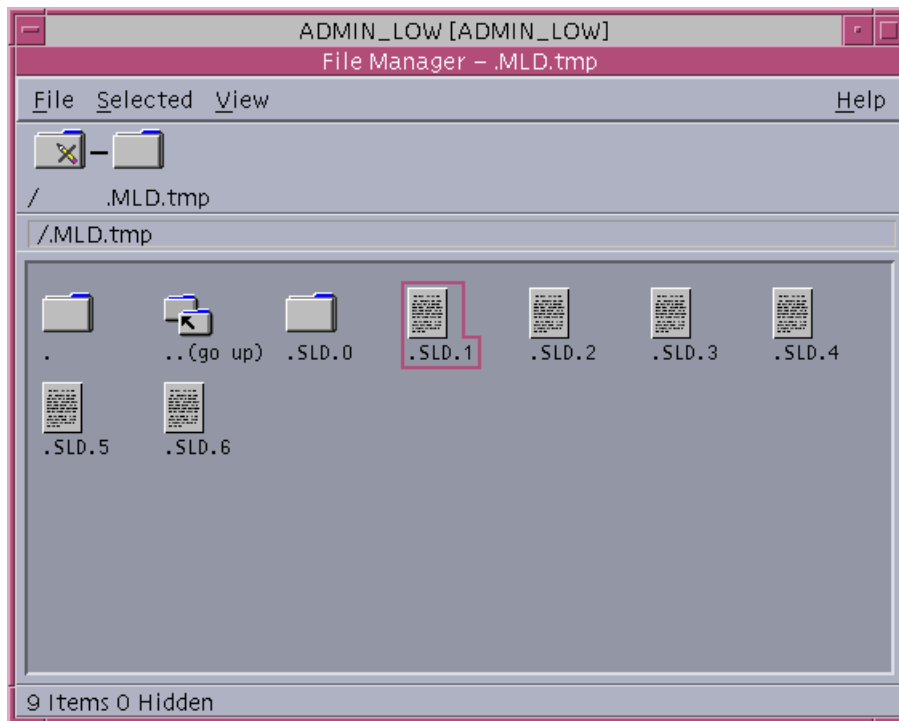 ADMIN_LOW [ADMIN_LOW]
File Manager – .MLD.tmp
File Selected View Help
/ .MLD.tmp
/.MLD.tmp
. ..(go up) .SLD.0 .SLD.1 .SLD.2 .SLD.3 .SLD.4
.SLD.5 .SLD.6
9 Items 0 Hidden